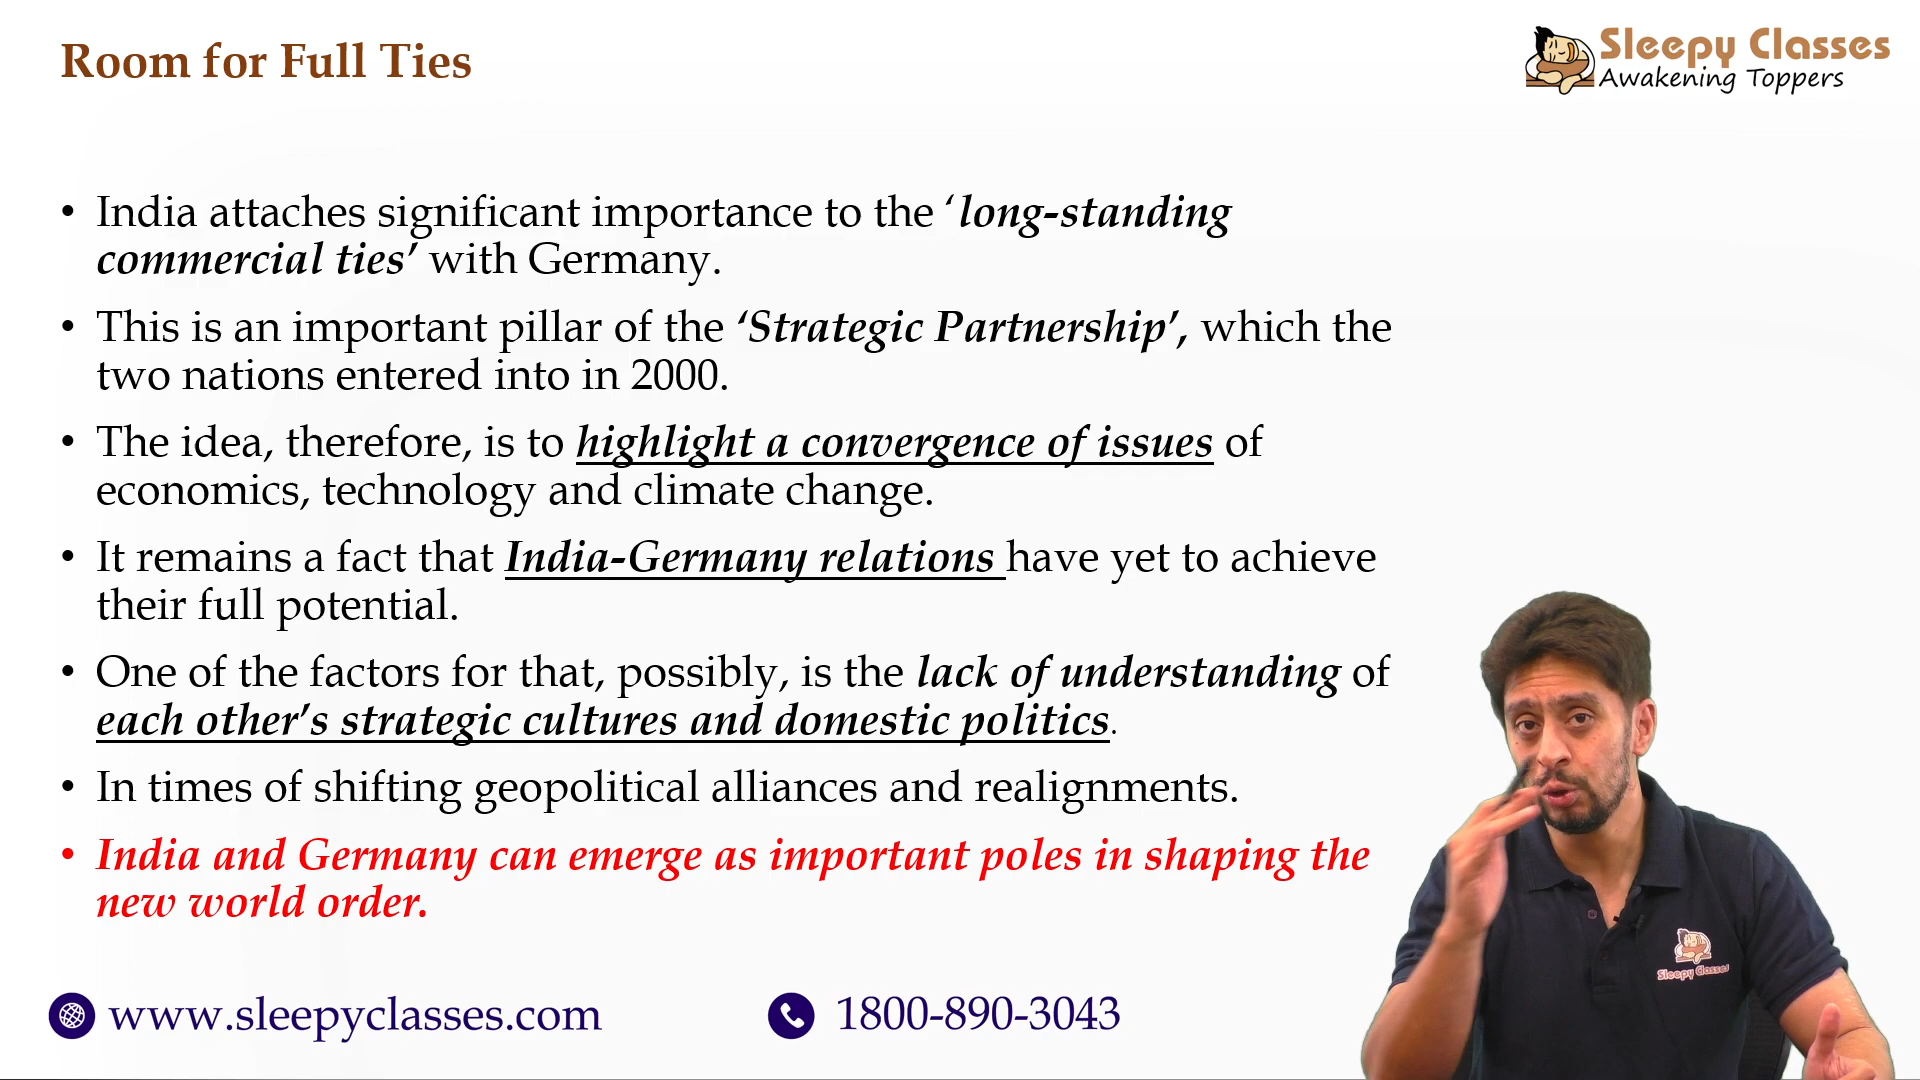 Room for Full Ties
Sleepy Classes
Awakening Toppers
• India attaches significant importance to the ‘long-standing
commercial ties’ with Germany.
• This is an important pillar of the ‘Strategic Partnership’, which the
two nations entered into in 2000.
• The idea, therefore, is to highlight a convergence of issues of
economics, technology and climate change.
• It remains a fact that India-Germany relations have yet to achieve
their full potential.
• One of the factors for that, possibly, is the lack of understanding of
each other’s strategic cultures and domestic politics.
• In times of shifting geopolitical alliances and realignments.
• India and Germany can emerge as important poles in shaping the
new world order.
Sleepy Classes
www.sleepyclasses.com
1800-890-3043